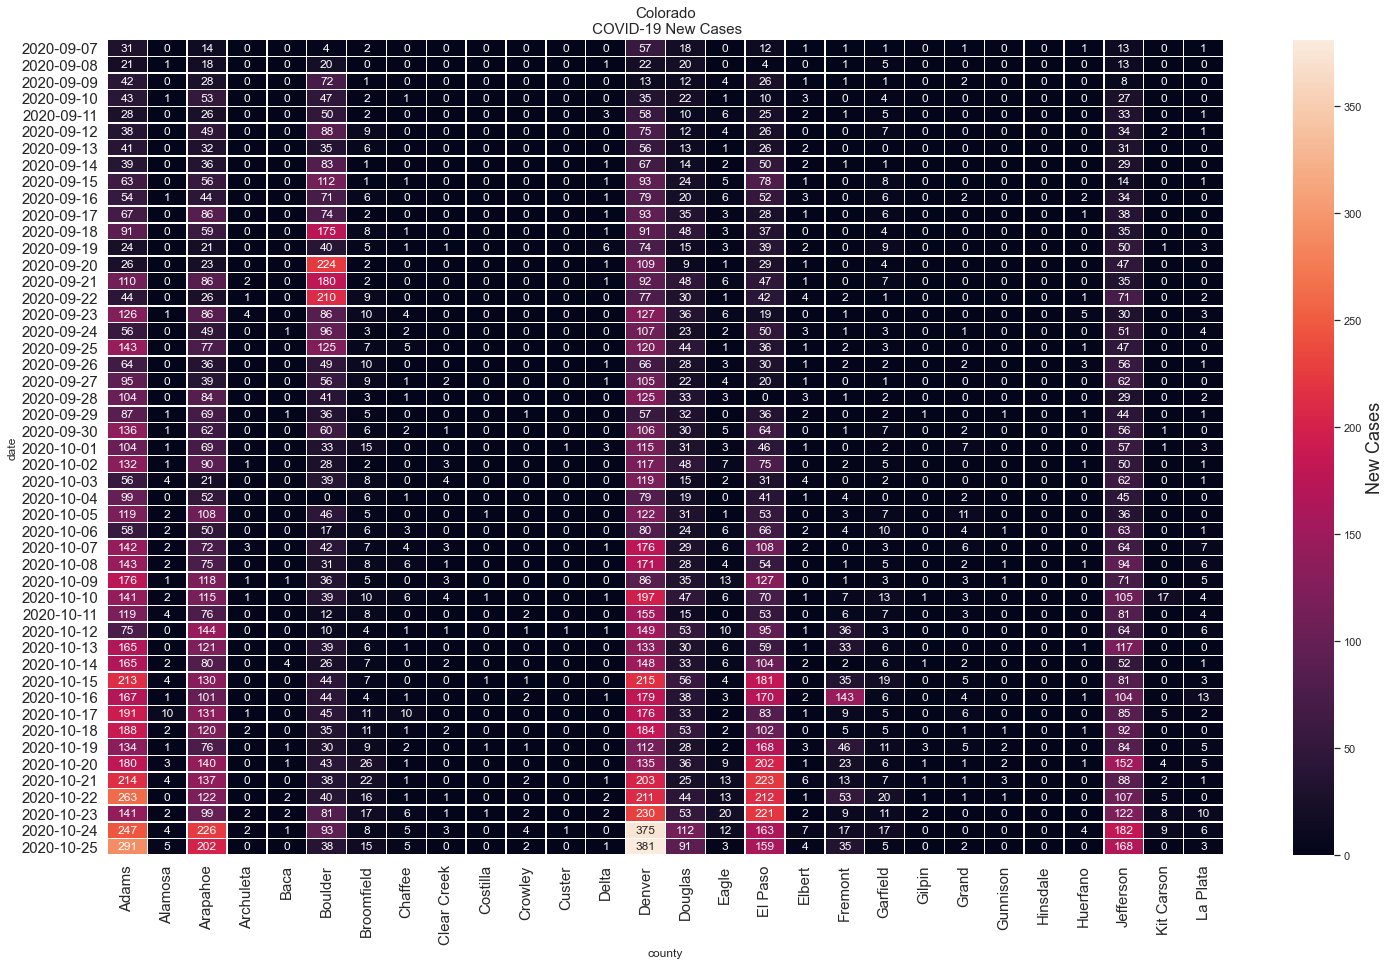 Colorado
COVID-19 New Cases
2020-09-07 31 0 14 0 0 4 2 0 0 0 0 0 0 57 18 0 12 1 1 1 0 1 0 0 1 13 0 1
2020-09-08 21 1 18 0 0 20 0 0 0 0 0 0 1 22 20 0 4 0 1 5 0 0 0 0 0 13 0 0
2020-09-09 42 0 28 0 0 72 1 0 0 0 0 0 0 13 12 4 26 1 1 1 0 2 0 0 0 8 0 0
2020-09-10 43 1 53 0 0 47 2 1 0 0 0 0 0 35 22 1 10 3 0 4 0 0 0 0 0 27 0 0
2020-09-11 28 0 26 0 0 50 2 0 0 0 0 0 3 58 10 6 25 2 1 5 0 0 0 0 0 33 0 1
2020-09-12 38 0 49 0 0 88 9 0 0 0 0 0 0 75 12 4 26 0 0 7 0 0 0 0 0 34 2 1
2020-09-13 41 0 32 0 0 35 6 0 0 0 0 0 0 56 13 1 26 2 0 0 0 0 0 0 0 31 0 0
2020-09-14 39 0 36 0 0 83 1 0 0 0 0 0 1 67 14 2 50 2 1 1 0 0 0 0 0 29 0 0
2020-09-15 63 0 56 0 0 112 1 1 0 0 0 0 1 93 24 5 78 1 0 8 0 0 0 0 0 14 0 1
2020-09-16 54 1 44 0 0 71 6 0 0 0 0 0 1 79 20 6 52 3 0 6 0 2 0 0 2 34 0 0
2020-09-17 67 0 86 0 0 74 2 0 0 0 0 0 1 93 35 3 28 1 0 6 0 0 0 0 1 38 0 0
2020-09-18 91 0 59 0 0 175 8 1 0 0 0 0 1 91 48 3 37 0 0 4 0 0 0 0 0 35 0 0
2020-09-19 24 0 21 0 0 40 5 1 1 0 0 0 6 74 15 3 39 2 0 9 0 0 0 0 0 50 1 3
2020-09-20 26 0 23 0 0 224 2 0 0 0 0 0 1 109 9 1 29 1 0 4 0 0 0 0 0 47 0 0
2020-09-21 110 0 86 2 0 180 2 0 0 0 0 0 1 92 48 6 47 1 0 7 0 0 0 0 0 35 0 0
2020-09-22 44 0 26 1 0 210 9 0 0 0 0 0 0 77 30 1 42 4 2 1 0 0 0 0 1 71 0 2
2020-09-23 126 1 86 4 0 86 10 4 0 0 0 0 0 127 36 6 19 0 1 0 0 0 0 0 5 30 0 3
2020-09-24 56 0 49 0 1 96 3 2 0 0 0 0 0 107 23 2 50 3 1 3 0 1 0 0 0 51 0 4
2020-09-25 143 0 77 0 0 125 7 5 0 0 0 0 0 120 44 1 36 1 2 3 0 0 0 0 1 47 0 0
2020-09-26 64 0 36 0 0 49 10 0 0 0 0 0 1 66 28 3 30 1 2 2 0 2 0 0 3 56 0 1
2020-09-27 95 0 39 0 0 56 9 1 2 0 0 0 1 105 22 4 20 1 0 1 0 0 0 0 0 62 0 0
2020-09-28 104 0 84 0 0 41 3 1 0 0 0 0 0 125 33 3 0 3 1 2 0 0 0 0 0 29 0 2
2020-09-29 87 1 69 0 1 36 5 0 0 0 1 0 0 57 32 0 36 2 0 2 1 0 1 0 1 44 0 1
2020-09-30 136 1 62 0 0 60 6 2 1 0 0 0 0 106 30 5 64 0 1 7 0 2 0 0 0 56 1 0
2020-10-01 104 1 69 0 0 33 15 0 0 0 0 1 3 115 31 3 46 1 0 2 0 7 0 0 0 57 1 3
2020-10-02 132 1 90 1 0 28 2 0 3 0 0 0 0 117 48 7 75 0 2 5 0 0 0 0 1 50 0 1
2020-10-03 56 4 21 0 0 39 8 0 4 0 0 0 0 119 15 2 31 4 0 2 0 0 0 0 0 62 0 1
2020-10-04 99 0 52 0 0 0 6 1 0 0 0 0 0 79 19 0 41 1 4 0 0 2 0 0 0 45 0 0
2020-10-05 119 2 108 0 0 46 5 0 0 1 0 0 0 122 31 1 53 0 3 7 0 11 0 0 0 36 0 0
2020-10-06 58 2 50 0 0 17 6 3 0 0 0 0 0 80 24 6 66 2 4 10 0 4 1 0 0 63 0 1
2020-10-07 142 2 72 3 0 42 7 4 3 0 0 0 1 176 29 6 108 2 0 3 0 6 0 0 0 64 0 7
2020-10-08 143 2 75 0 0 31 8 6 1 0 0 0 0 171 28 4 54 0 1 5 0 2 1 0 1 94 0 6
2020-10-09 176 1 118 1 1 36 5 0 3 0 0 0 0 86 35 13 127 0 1 3 0 3 1 0 0 71 0 5
2020-10-10 141 2 115 1 0 39 10 6 4 1 0 0 1 197 47 6 70 1 7 13 1 3 0 0 0 105 17 4
2020-10-11 119 4 76 0 0 12 8 0 0 0 2 0 0 155 15 0 53 0 6 7 0 3 0 0 0 81 0 4
2020-10-12 75 0 144 0 0 10 4 1 1 0 1 1 1 149 53 10 95 1 36 3 0 0 0 0 0 64 0 6
2020-10-13 165 0 121 0 0 39 6 1 0 0 0 0 0 133 30 6 59 1 33 6 0 0 0 0 1 117 0 0
2020-10-14 165 2 80 0 4 26 7 0 2 0 0 0 0 148 33 6 104 2 2 6 1 2 0 0 0 52 0 1
2020-10-15 213 4 130 0 0 44 7 0 0 1 1 0 0 215 56 4 181 0 35 19 0 5 0 0 0 81 0 3
2020-10-16 167 1 101 0 0 44 4 1 0 0 2 0 1 179 38 3 170 2 143 6 0 4 0 0 1 104 0 13
2020-10-17 191 10 131 1 0 45 11 10 0 0 0 0 0 176 33 2 83 1 9 5 0 6 0 0 0 85 5 2
2020-10-18 188 2 120 2 0 35 11 1 2 0 0 0 0 184 53 2 102 0 5 5 0 0 1 0 1 92 0 0
2020-10-19 134 1 76 0 1 30 9 2 0 1 1 0 0 112 28 2 168 3 46 11 3 5 2 0 0 84 0 5
2020-10-20 180 3 140 0 1 43 26 1 0 0 0 0 0 135 36 9 202 1 23 6 1 1 2 0 1 152 4 5
2020-10-21 214 4 137 0 0 38 22 1 0 0 2 0 1 203 25 13 223 6 13 7 1 1 3 0 0 88 2 1
2020-10-22 263 0 122 0 2 40 16 1 1 0 0 0 2 211 44 13 212 1 53 20 1 1 1 0 0 107 5 0
2020-10-23 141 2 99 2 2 81 17 6 1 1 2 0 2 230 53 20 221 2 9 11 2 0 0 0 0 122 8 10
2020-10-24 247 4 226 2 1 93 8 5 3 0 4 1 0 375 112 12 163 7 17 17 0 0 0 0 4 182 9 6
2020-10-25 291 5 202 0 0 38 15 5 0 0 2 0 1 381 91 3 159 4 35 0 0 2 0 0 0 168 0 3
date
Adams Alamosa Arapahoe Archuleta Baca Boulder Broomfield Chaffee Clear Creek Costilla Crowley Custer Delta Denver Douglas Eagle El Paso Elbert Fremont Garfield Gilpin Grand Gunnison Hinsdale Huerfano Jefferson Kit Carson La Plata
county
350
300
250
200
150
100
50
0
New Cases